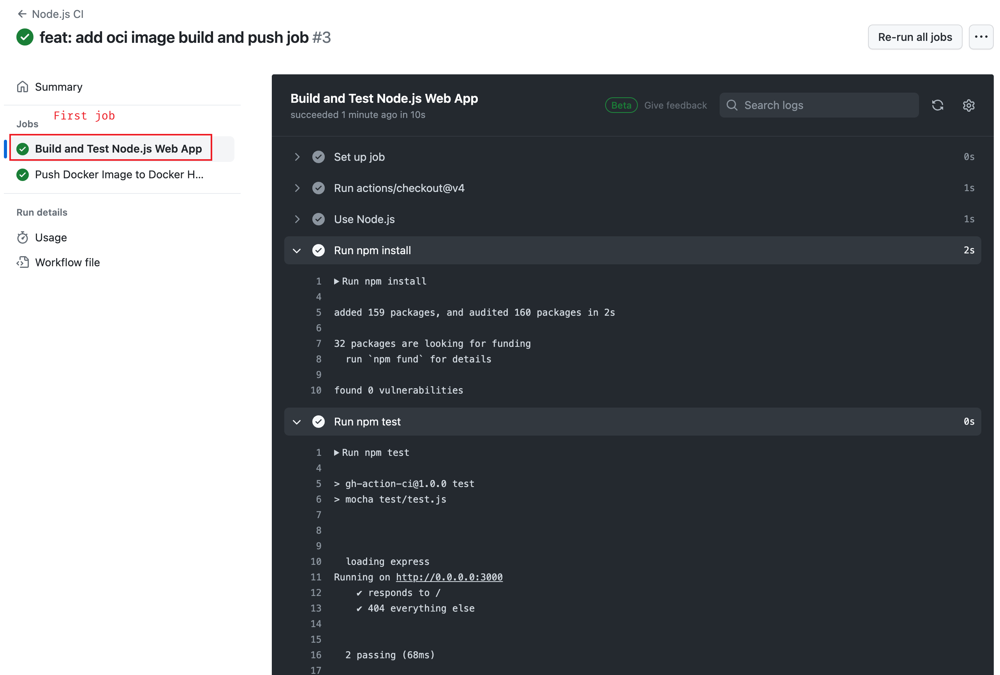 Node.js CI
feat: add oci image build and push job #3
Re-run all jobs
Summary
First job
Jobs
Build and Test Node.js Web App
Push Docker Image to Docker H...
Run details
Usage
Workflow file
Build and Test Node.js Web App
succeeded 1 minute ago in 10s
Beta Give feedback
Search logs
Set up job 0s
Run actions/checkout@v4 1s
Use Node.js 1s
Run npm install 2s
1 ▶Run npm install
4
5 added 159 packages, and audited 160 packages in 2s
6
7 32 packages are looking for funding
8 run `npm fund` for details
9
10 found 0 vulnerabilities
Run npm test 0s
1 ▶Run npm test
4
5 > gh-action-ci@1.0.0 test
6 > mocha test/test.js
7
8
9
10 loading express
11 Running on http://0.0.0.0:3000
12 ✔ responds to /
13 ✔ 404 everything else
14
15
16 2 passing (68ms)
17